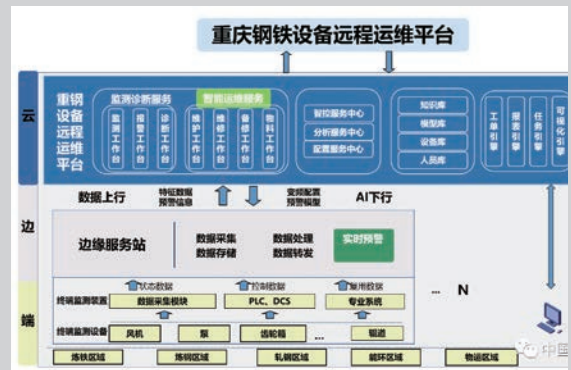 重庆钢铁设备远程运维平台
云
重钢设备远程运维平台
监测诊断服务
监测工作台
报警工作台
诊断工作台
智能运维服务
维护工作台
维修工作台
备修工作台
物料工作台
智控服务中心
分析服务中心
配置服务中心
知识库
模型库
设备库
人员库
工单引擎
报表引擎
任务引擎
可视化引擎
数据上行
特征数据
预警信息
变频配置
预警模型
AI下行
边
边缘服务站
数据采集
数据存储
数据处理
数据转发
实时预警
端
状态数据
控制数据
复用数据
终端监测装置
数据采集模块
PLC、DCS
专业系统
... N
终端监测设备
风机
泵
齿轮箱
...
辊道
炼铁区域
炼钢区域
轧钢区域
能环区域
物运区域
中国